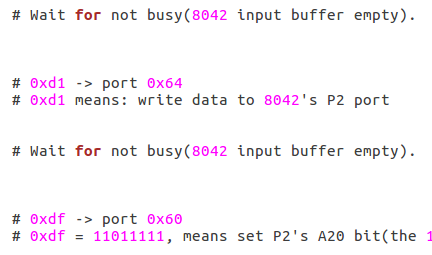 # Wait for not busy(8042 input buffer empty).
# 0xd1 -> port 0x64
# 0xd1 means: write data to 8042's P2 port
# Wait for not busy(8042 input buffer empty).
# 0xdf -> port 0x60
# 0xdf = 11011111, means set P2's A20 bit(the 1